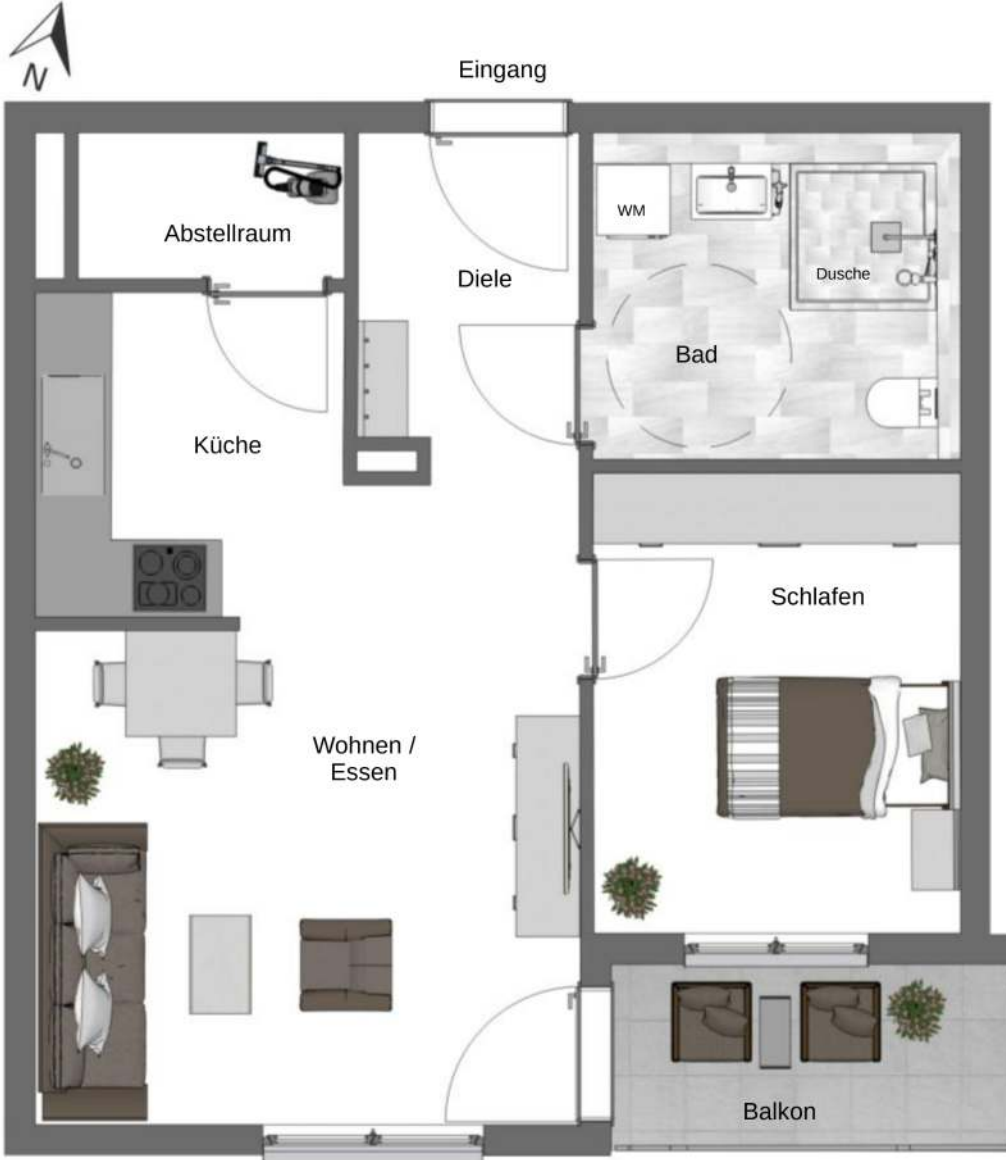 N
Eingang
Abstellraum
Diele
WM
Dusche
Bad
Küche
Schlafen
Wohnen /
Essen
Balkon